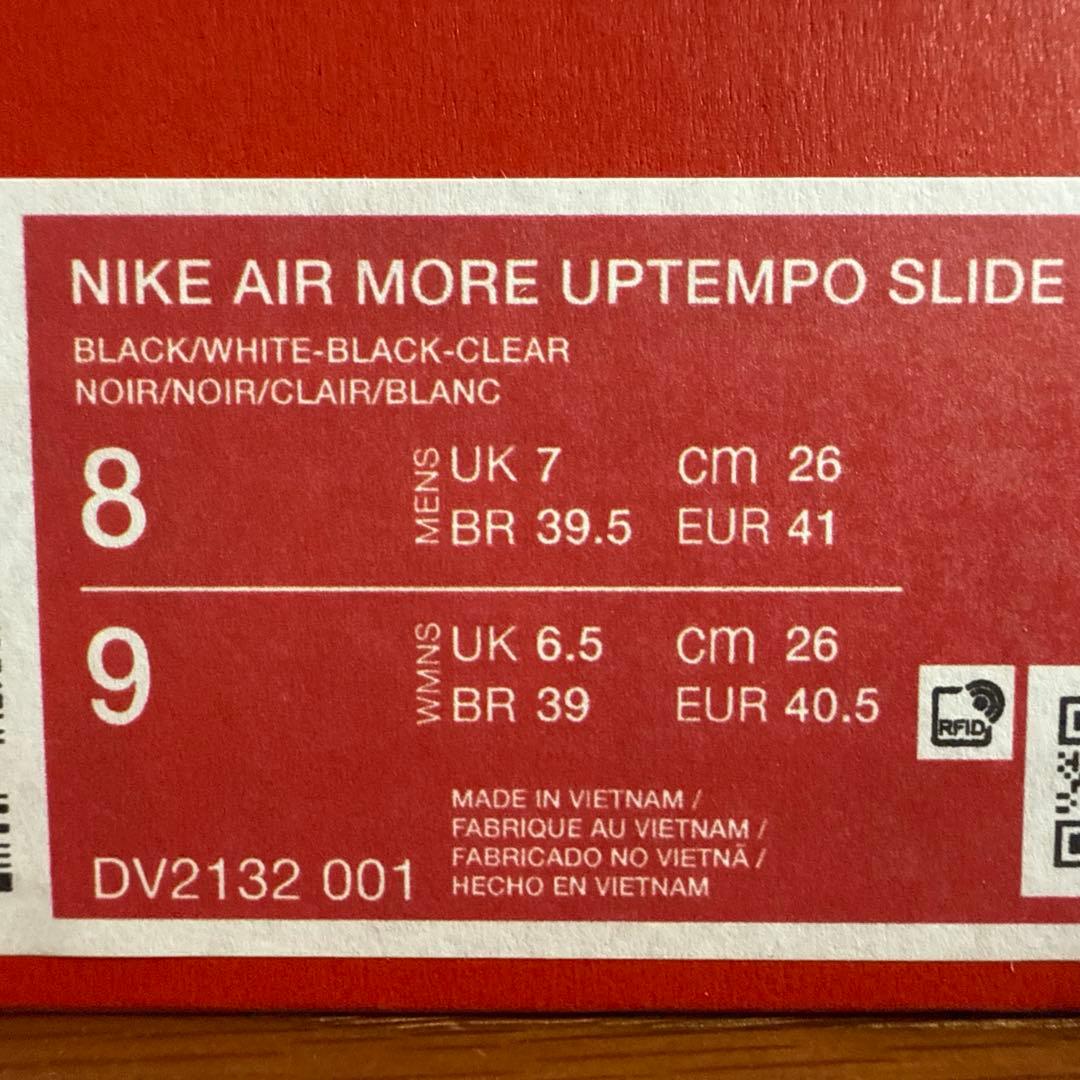 NIKE AIR MORE UPTEMPO SLIDE
BLACK/WHITE-BLACK-CLEAR
NOIR/NOIR/CLAIR/BLANC
8 MENS UK 7 cm 26
BR 39.5 EUR 41
9 WMNS UK 6.5 cm 26
BR 39 EUR 40.5
RFID
MADE IN VIETNAM /
FABRIQUE AU VIETNAM /
FABRICADO NO VIETNÃ /
HECHO EN VIETNAM
DV2132 001